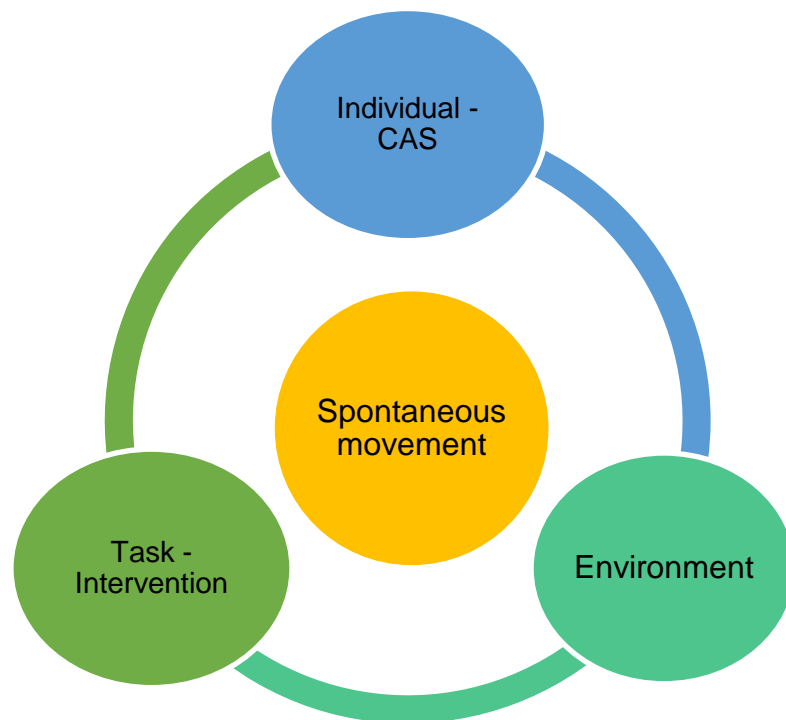 Individual -
CAS
Spontaneous
movement
Task -
Intervention
Environment